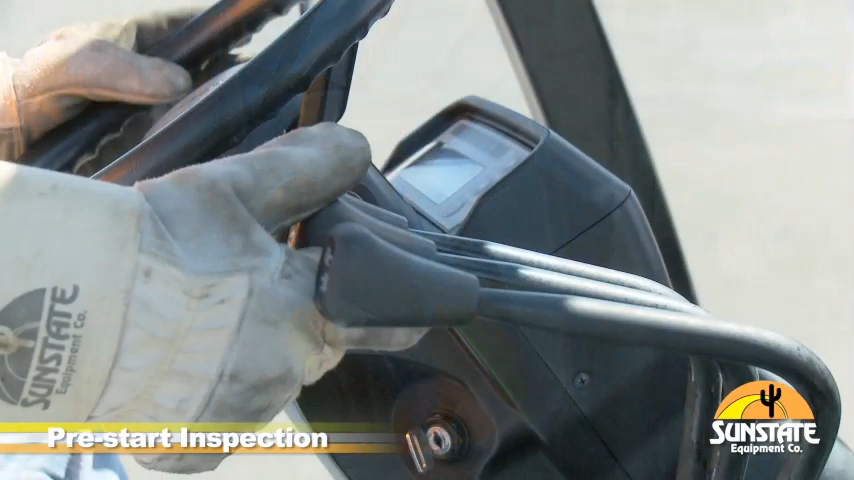 SUNSTATE
Equipment Co.
Pre-start Inspection
SUNSTATE
Equipment Co.